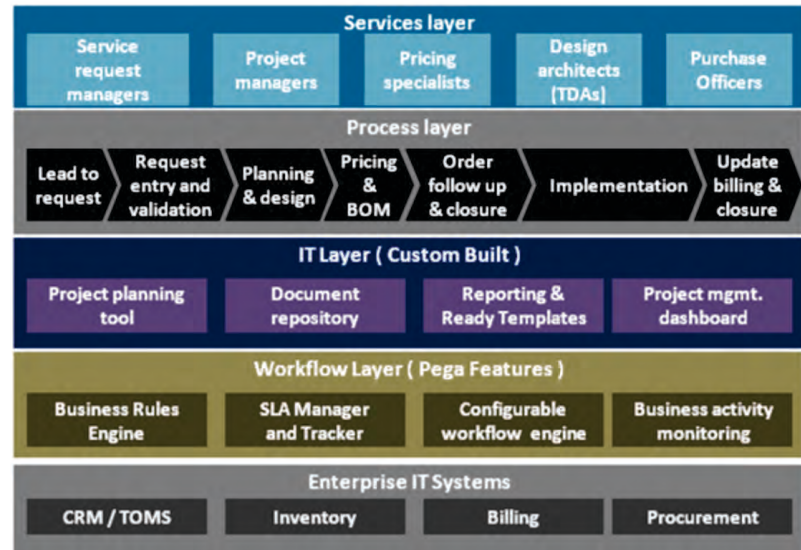 Services layer
Service
request
managers
Project
managers
Pricing
specialists
Design
architects
(TDAs)
Purchase
Officers
Process layer
Lead to
request
Request
entry and
validation
Planning
& design
Pricing
&
BOM
Order
follow up
& closure
Implementation
Update
billing &
closure
IT Layer ( Custom Built )
Project planning
tool
Document
repository
Reporting &
Ready Templates
Project mgmt.
dashboard
Workflow Layer ( Pega Features )
Business Rules
Engine
SLA Manager
and Tracker
Configurable
workflow engine
Business activity
monitoring
Enterprise IT Systems
CRM / TOMS
Inventory
Billing
Procurement